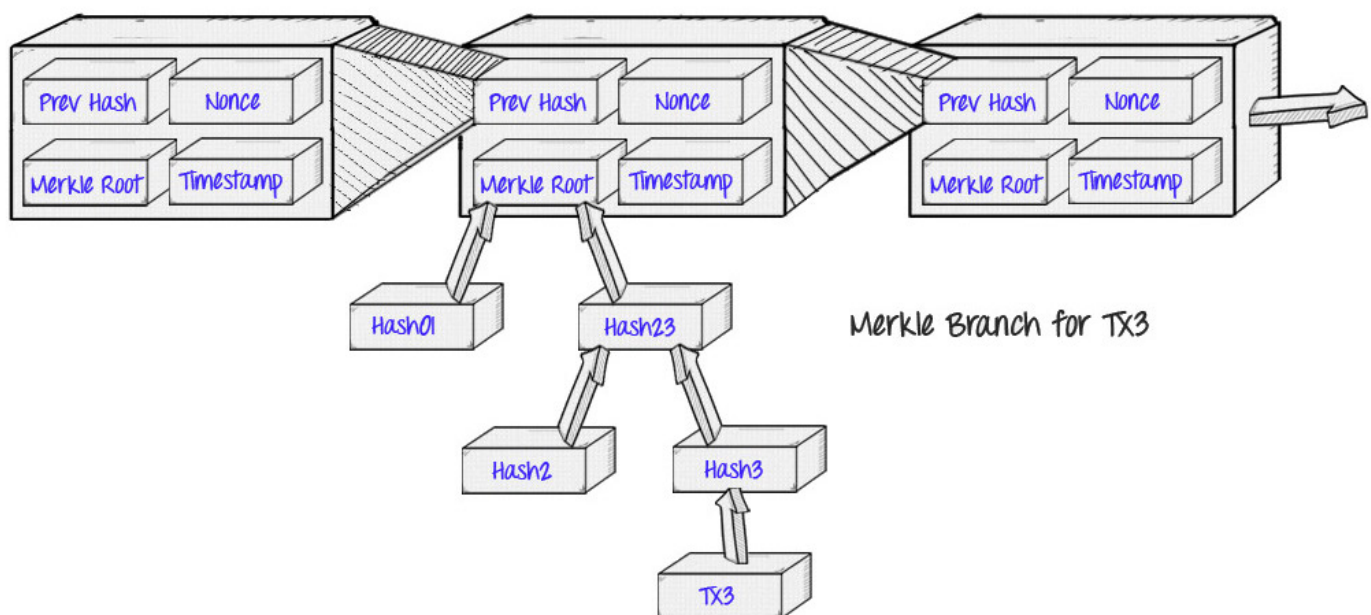 Prev Hash
Nonce
Merkle Root
Timestamp
Prev Hash
Nonce
Merkle Root
Timestamp
Prev Hash
Nonce
Merkle Root
Timestamp
Hash01
Hash23
Merkle Branch for TX3
Hash2
Hash3
TX3